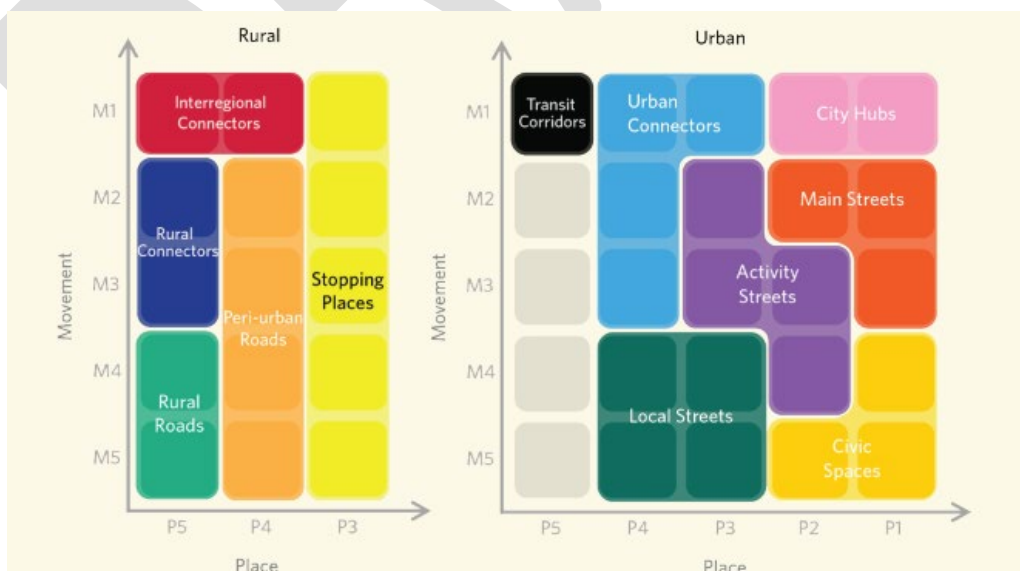 Rural
Urban
M1
M2
M3
M4
M5
Movement
Interregional
Connectors
Rural
Connectors
Peri-urban
Roads
Stopping
Places
Rural
Roads
P5
P4
P3
Place
M1
M2
M3
M4
M5
Movement
Transit
Corridors
Urban
Connectors
City Hubs
Main Streets
Activity
Streets
Local Streets
Civic
Spaces
P5
P4
P3
P2
P1
Place